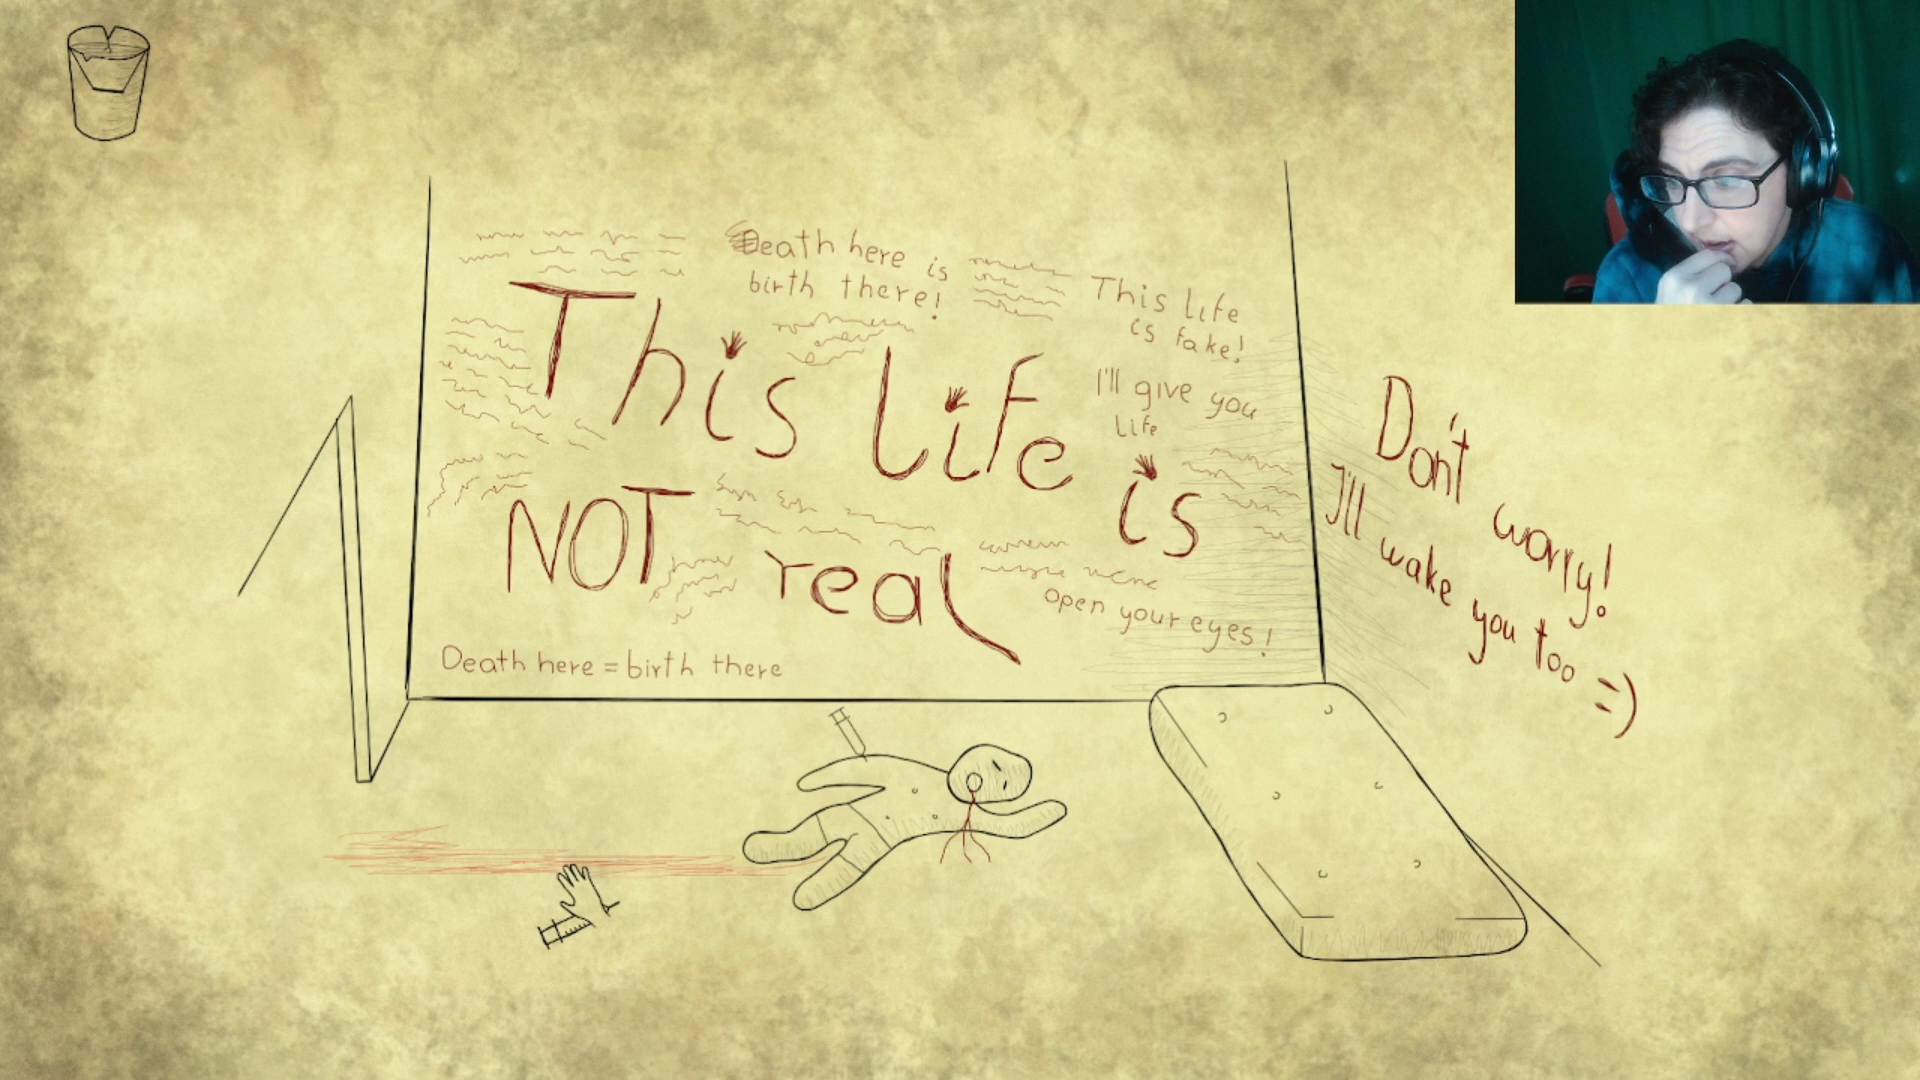 Death here is
birth there!
This Life
is fake!
I'll give you
Life
This Life is
NOT real
open your eyes!
Death here = birth there
Don't worry!
I'll wake you too =)